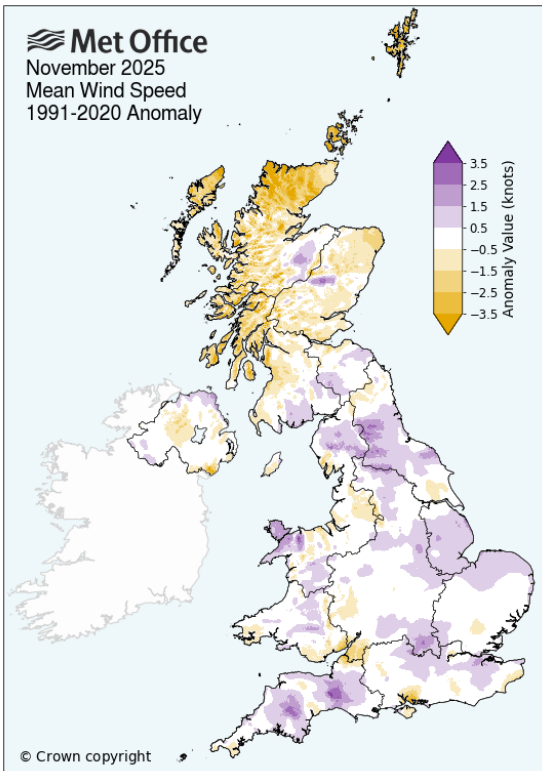 Met Office
November 2025
Mean Wind Speed
1991-2020 Anomaly
3.5
2.5
1.5
0.5
−0.5
−1.5
−2.5
−3.5
Anomaly Value (knots)
© Crown copyright